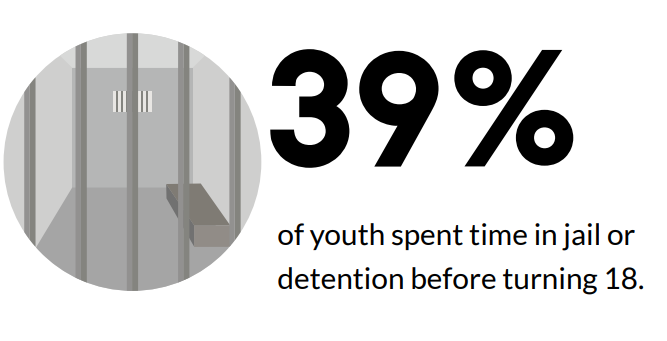 39%
of youth spent time in jail or
detention before turning 18.